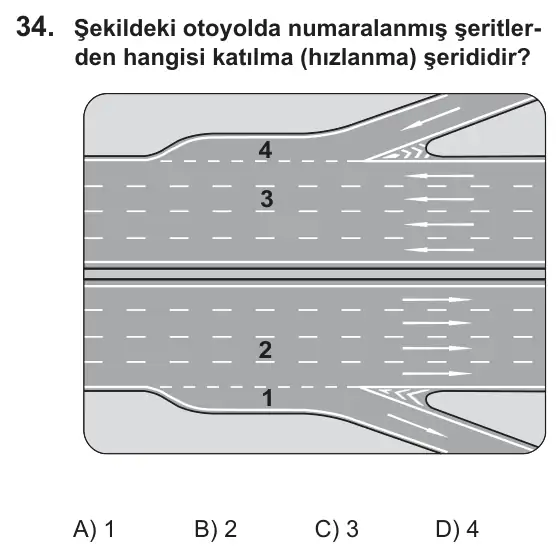 34. Şekildeki otoyolda numaralanmış şeritler-
den hangisi katılma (hızlanma) şerididir?
4
3
2
1
A) 1 B) 2 C) 3 D) 4